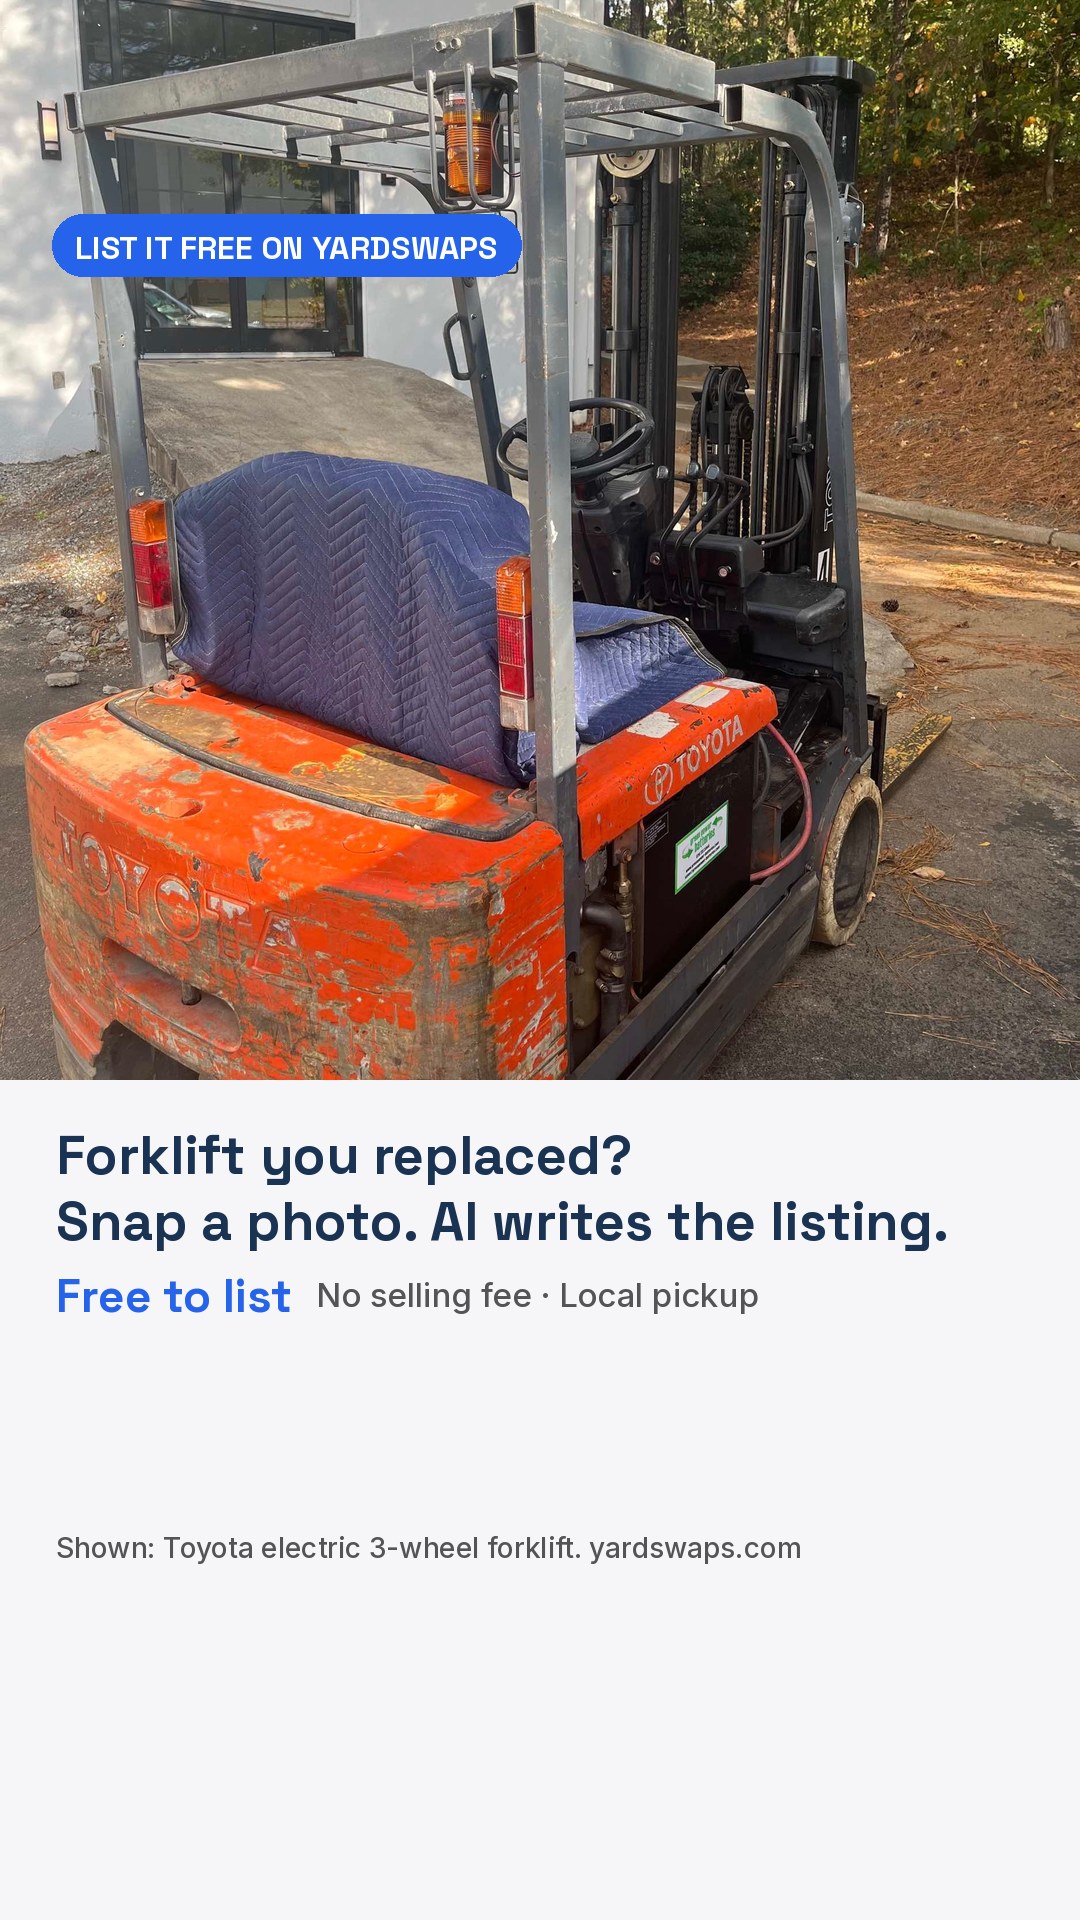 LIST IT FREE ON YARDSWAPS
TOYOTA
TOYOTA
Forklift you replaced?
Snap a photo. AI writes the listing.
Free to list No selling fee · Local pickup
Shown: Toyota electric 3-wheel forklift. yardswaps.com